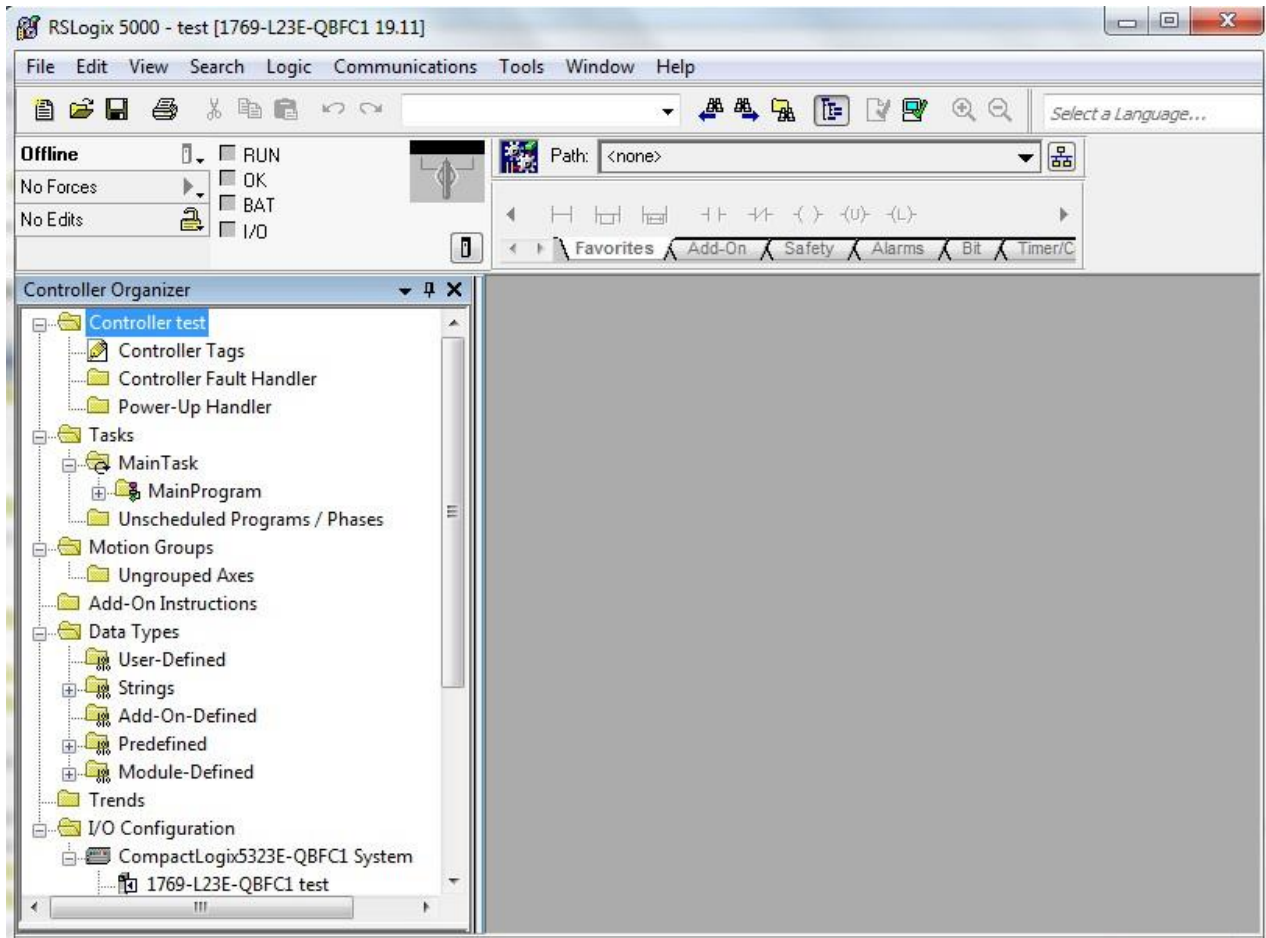 RSLogix 5000 - test [1769-L23E-QBFC1 19.11]
File Edit View Search Logic Communications Tools Window Help
Select a Language...
Offline
RUN
Path: <none>
No Forces
OK
BAT
No Edits
I/O
(U) (L)
Favorites Add-On Safety Alarms Bit Timer/C
Controller Organizer
Controller test
Controller Tags
Controller Fault Handler
Power-Up Handler
Tasks
MainTask
MainProgram
Unscheduled Programs / Phases
Motion Groups
Ungrouped Axes
Add-On Instructions
Data Types
User-Defined
Strings
Add-On-Defined
Predefined
Module-Defined
Trends
I/O Configuration
CompactLogix5323E-QBFC1 System
1769-L23E-QBFC1 test